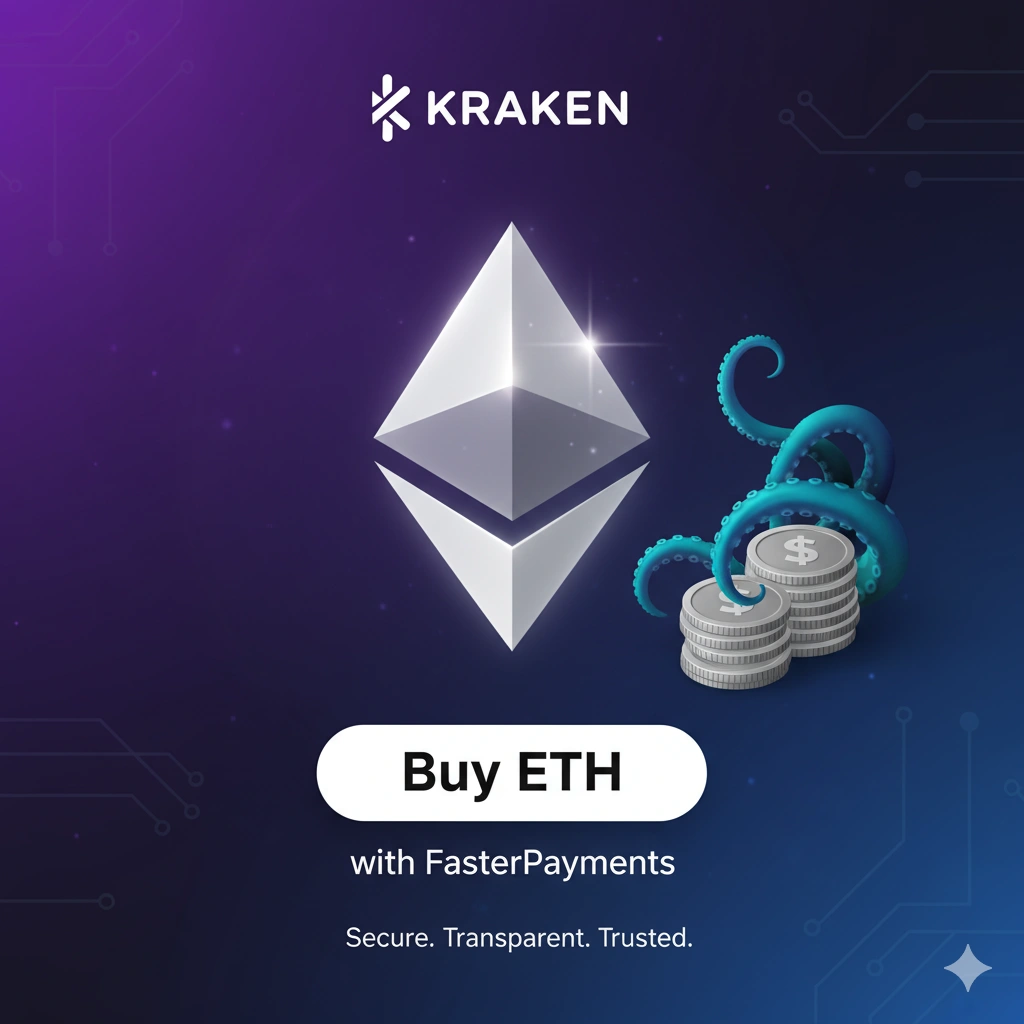 KRAKEN
$
$
Buy ETH
with FasterPayments
Secure. Transparent. Trusted.